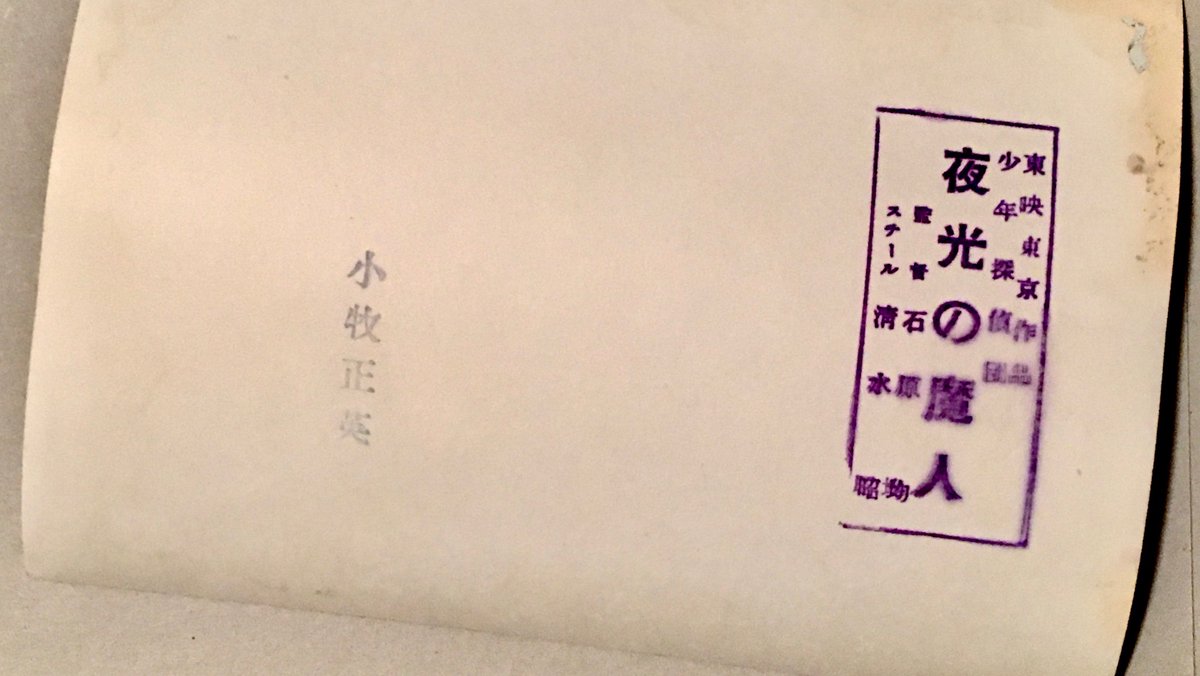 東映東京作品
少年探偵團
夜光の魔人
監督 石原均
スチール 清水昭
小牧正英